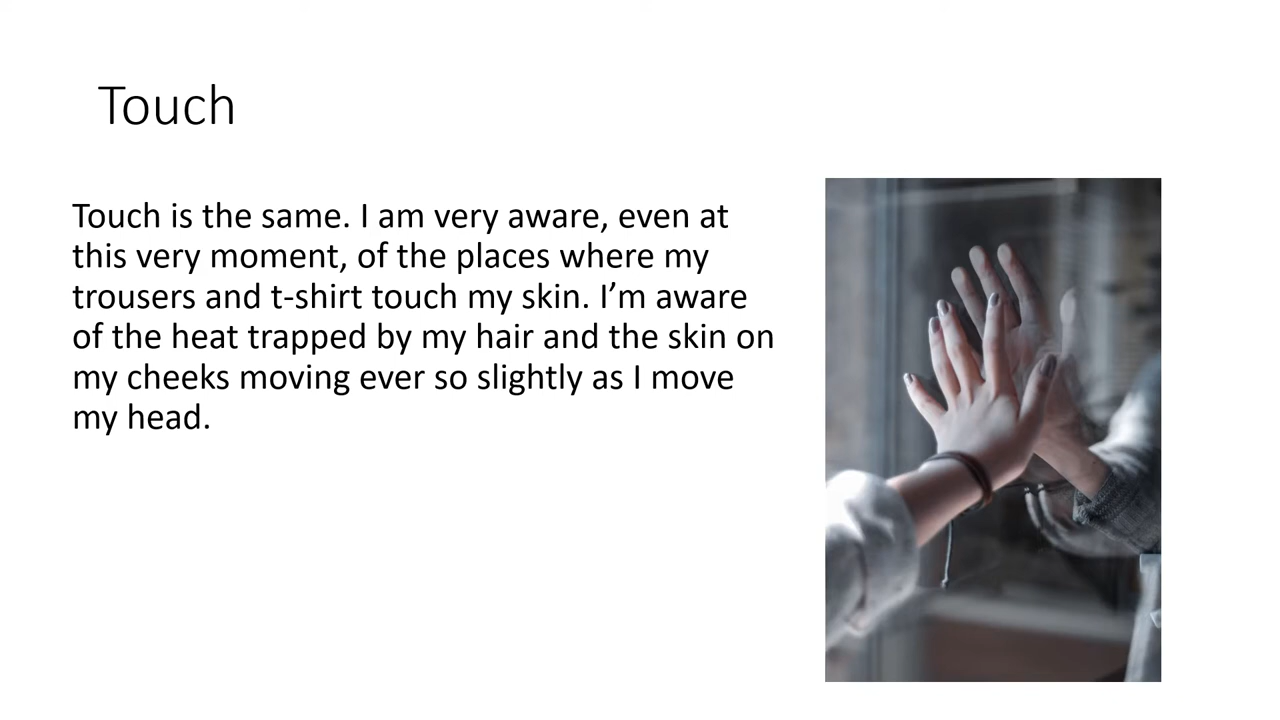 Touch
Touch is the same. I am very aware, even at
this very moment, of the places where my
trousers and t-shirt touch my skin. I’m aware
of the heat trapped by my hair and the skin on
my cheeks moving ever so slightly as I move
my head.